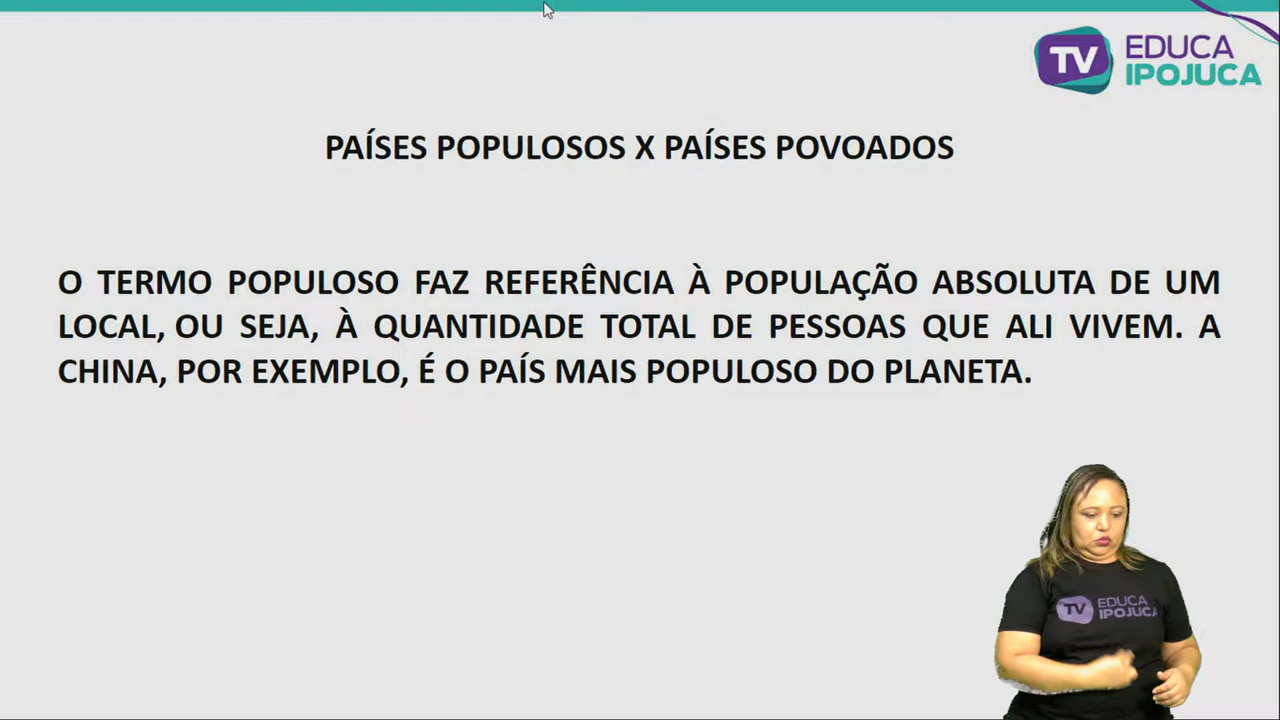 TV EDUCA
IPOJUCA
PAÍSES POPULOSOS X PAÍSES POVOADOS
O TERMO POPULOSO FAZ REFERÊNCIA À POPULAÇÃO ABSOLUTA DE UM
LOCAL, OU SEJA, À QUANTIDADE TOTAL DE PESSOAS QUE ALI VIVEM. A
CHINA, POR EXEMPLO, É O PAÍS MAIS POPULOSO DO PLANETA.
TV EDUCA
IPOJUCA